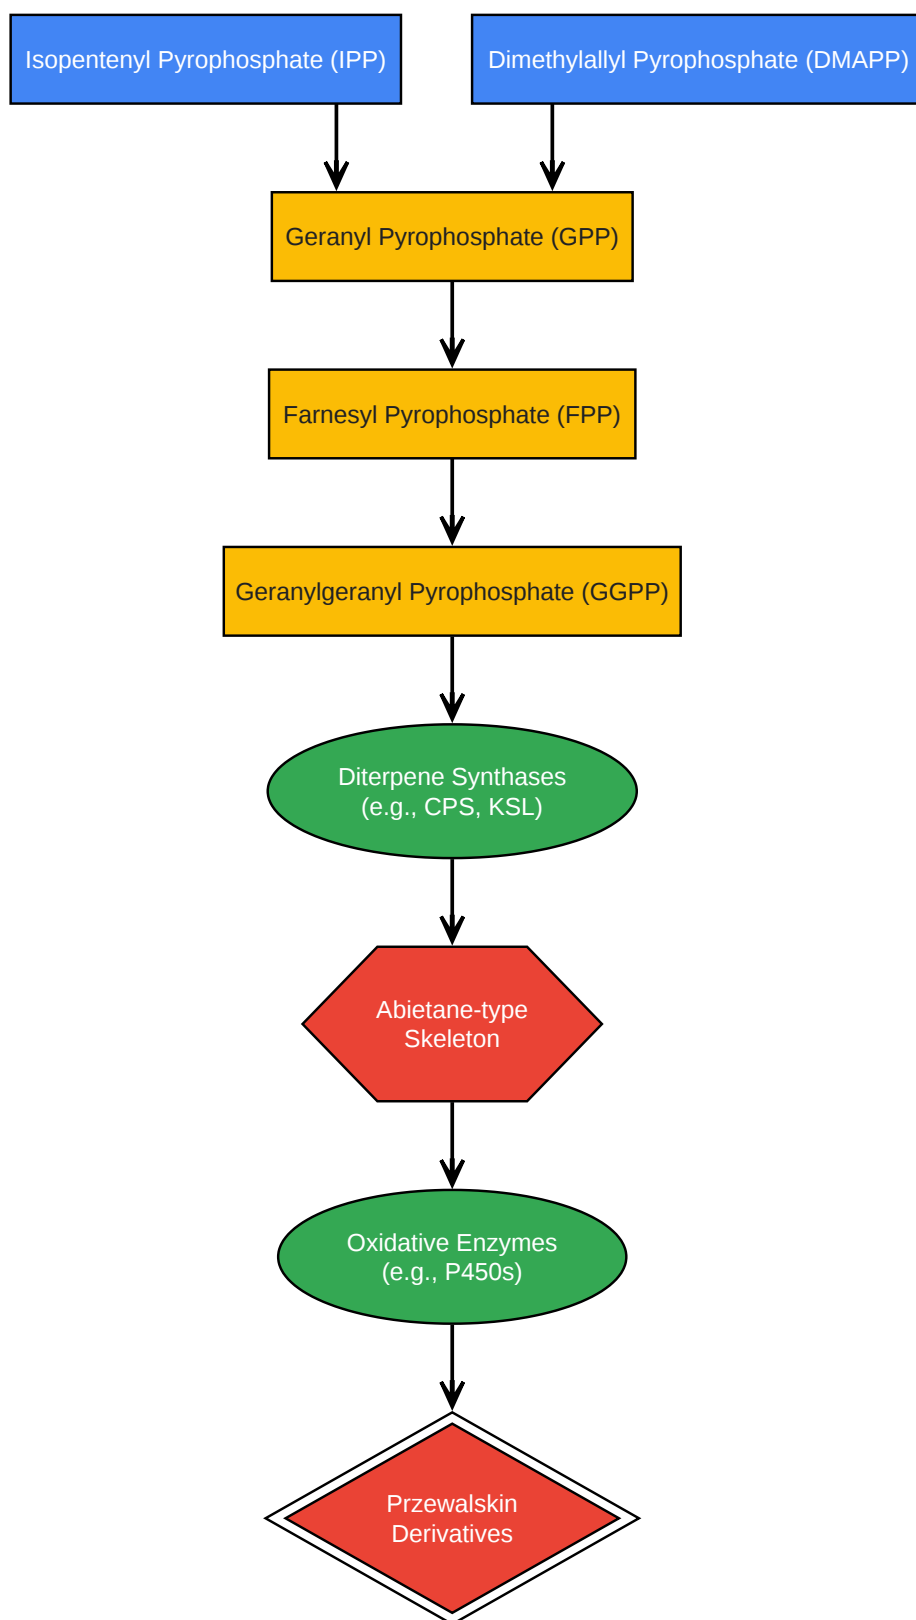 Isopentenyl Pyrophosphate (IPP)
Dimethylallyl Pyrophosphate (DMAPP)
Geranyl Pyrophosphate (GPP)
Farnesyl Pyrophosphate (FPP)
Geranylgeranyl Pyrophosphate (GGPP)
Diterpene Synthases
(e.g., CPS, KSL)
Abietane-type
Skeleton
Oxidative Enzymes
(e.g., P450s)
Przewalskin
Derivatives